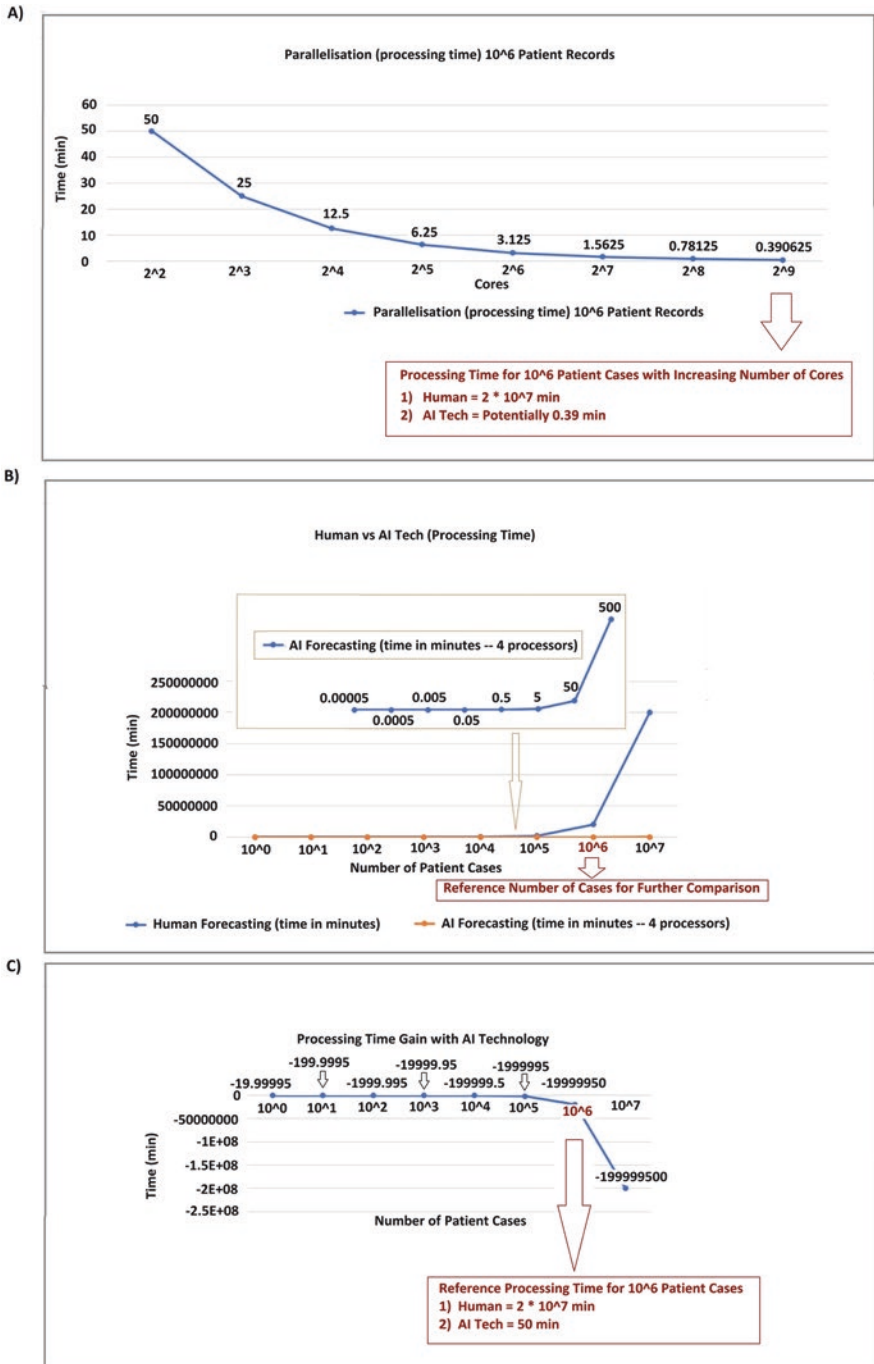 A)
Parallelisation (processing time) 10^6 Patient Records
60
50
40
30
20
10
0
Time (min)
50
25
12.5
6.25
3.125
1.5625
0.78125
0.390625
2^2
2^3
2^4
2^5
2^6
2^7
2^8
2^9
Cores
Parallelisation (processing time) 10^6 Patient Records
Processing Time for 10^6 Patient Cases with Increasing Number of Cores
1) Human = 2 * 10^7 min
2) AI Tech = Potentially 0.39 min
B)
Human vs AI Tech (Processing Time)
AI Forecasting (time in minutes -- 4 processors)
0.00005
0.0005
0.005
0.05
0.5
5
50
500
250000000
200000000
150000000
100000000
50000000
0
Time (min)
10^0
10^1
10^2
10^3
10^4
10^5
10^6
10^7
Number of Patient Cases
Reference Number of Cases for Further Comparison
Human Forecasting (time in minutes)
AI Forecasting (time in minutes -- 4 processors)
C)
Processing Time Gain with AI Technology
-19.99995
-199.9995
-1999.995
-19999.95
-199999.5
-1999995
-19999950
-199999500
0
-50000000
-1E+08
-1.5E+08
-2E+08
-2.5E+08
Time (min)
10^0
10^1
10^2
10^3
10^4
10^5
10^6
10^7
Number of Patient Cases
Reference Processing Time for 10^6 Patient Cases
1) Human = 2 * 10^7 min
2) AI Tech = 50 min